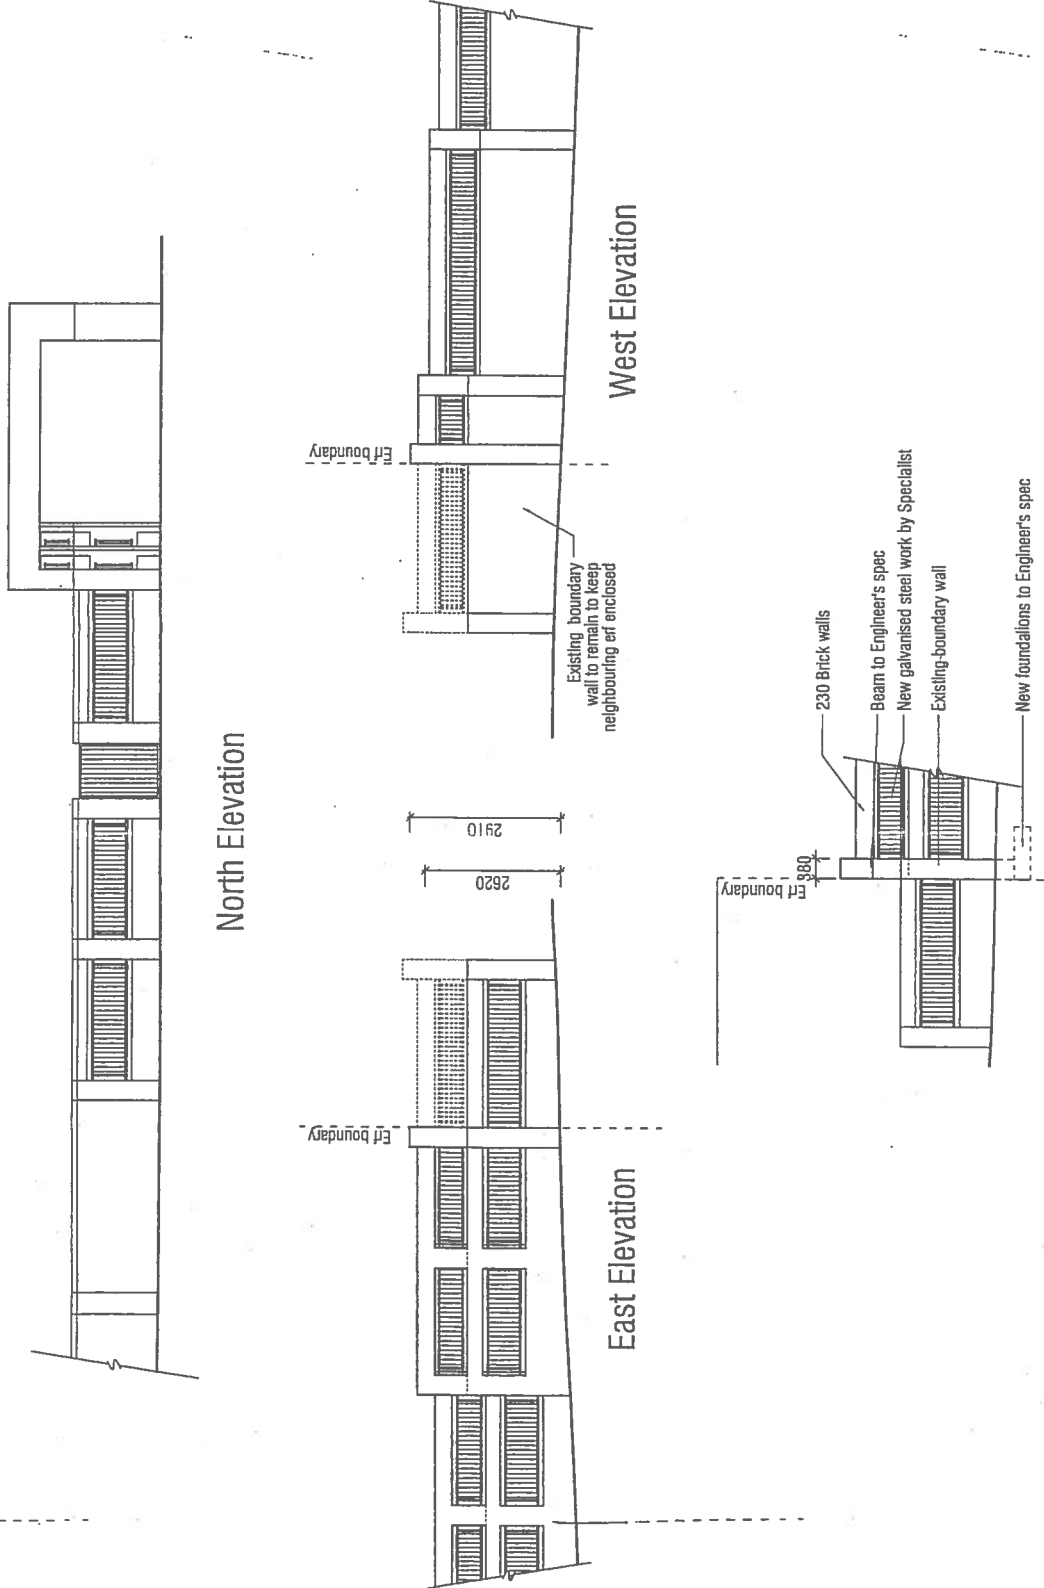 North Elevation
Erf boundary
West Elevation
Existing boundary
wall to remain to keep
neighbouring erf enclosed
2910
2620
Erf boundary
East Elevation
230 Brick walls
Beam to Engineer's spec
New galvanised steel work by Specialist
Existing boundary wall
New foundations to Engineer's spec
380
Erf boundary